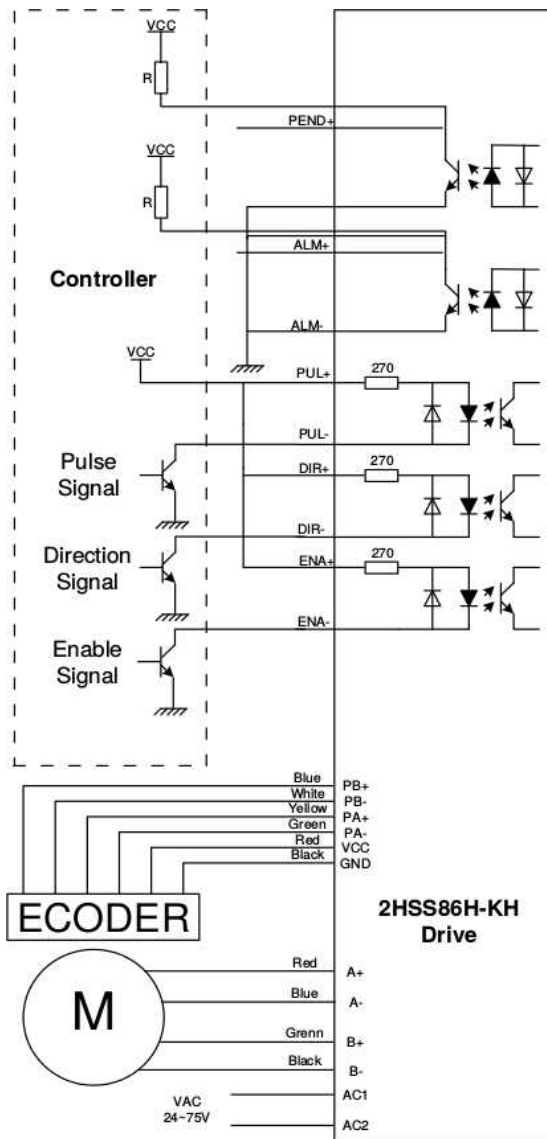 VCC
R
PEND+
VCC
R
ALM+
Controller
ALM-
VCC
PUL+
270
PUL-
Pulse
Signal
DIR+
270
DIR-
Direction
Signal
ENA+
270
ENA-
Enable
Signal
Blue
PB+
White
PB-
Yellow
PA+
Green
PA-
Red
VCC
Black
GND
ECODER
2HSS86H-KH
Drive
Red
A+
M
Blue
A-
Grenn
B+
Black
B-
VAC
24~75V
AC1
AC2